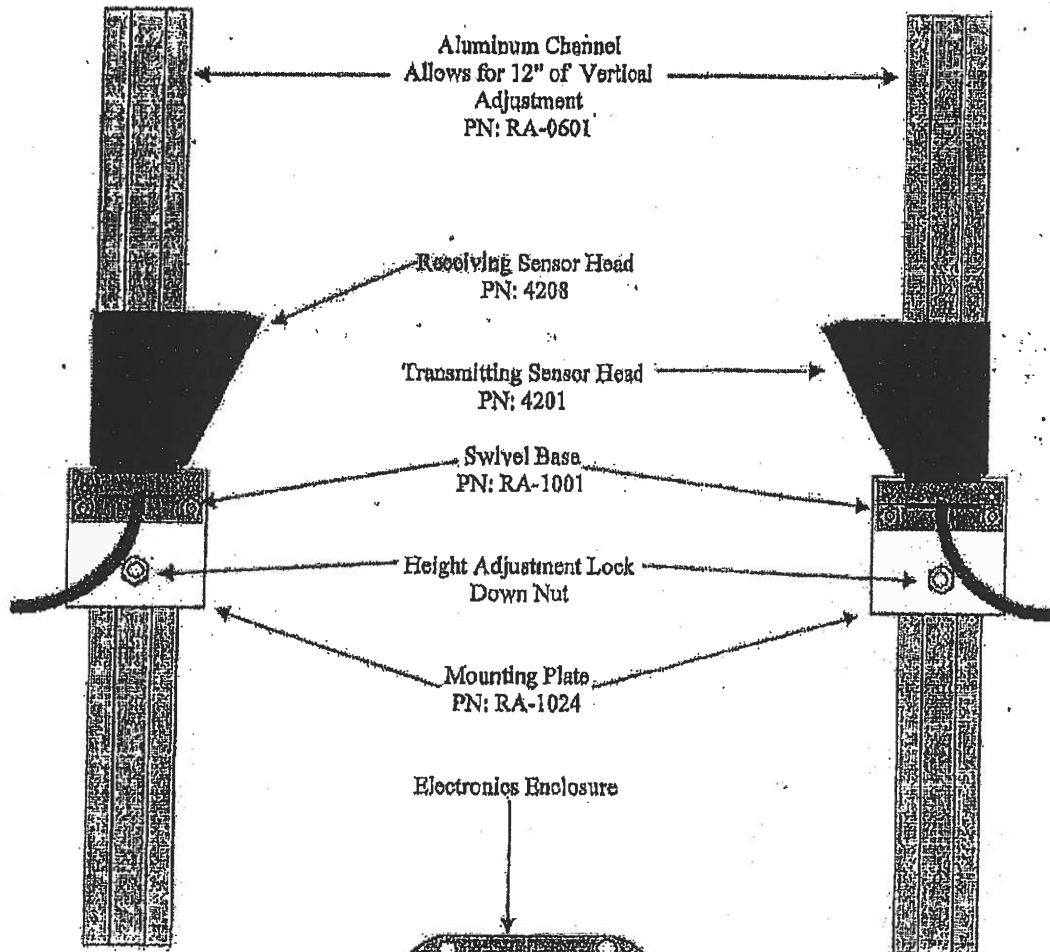 Aluminum Channel
Allows for 12" of Vertical
Adjustment
PN: RA-0601
Receiving Sensor Head
PN: 4208
Transmitting Sensor Head
PN: 4201
Swivel Base
PN: RA-1001
Height Adjustment Lock
Down Nut
Mounting Plate
PN: RA-1024
Electronics Enclosure